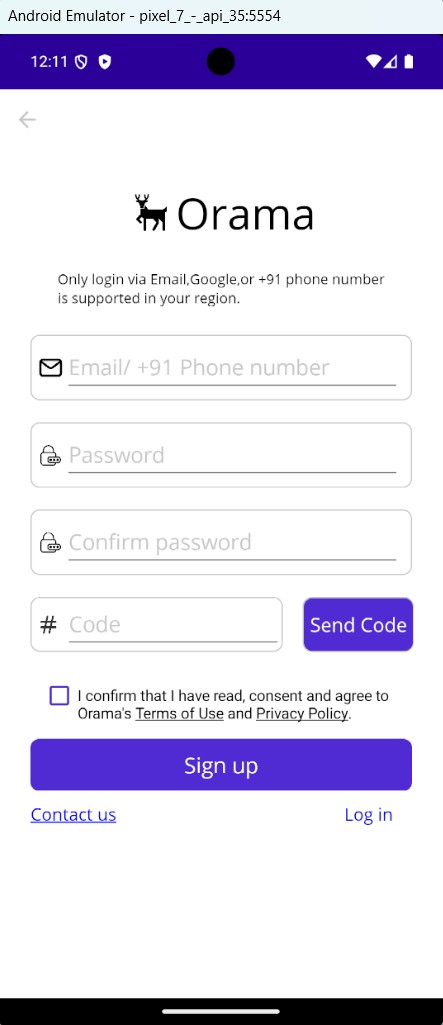 Android Emulator - pixel_7_-_api_35:5554
12:11
Orama
Only login via Email,Google,or +91 phone number
is supported in your region.
Email/ +91 Phone number
Password
Confirm password
# Code
Send Code
I confirm that I have read, consent and agree to
Orama's Terms of Use and Privacy Policy.
Sign up
Contact us
Log in